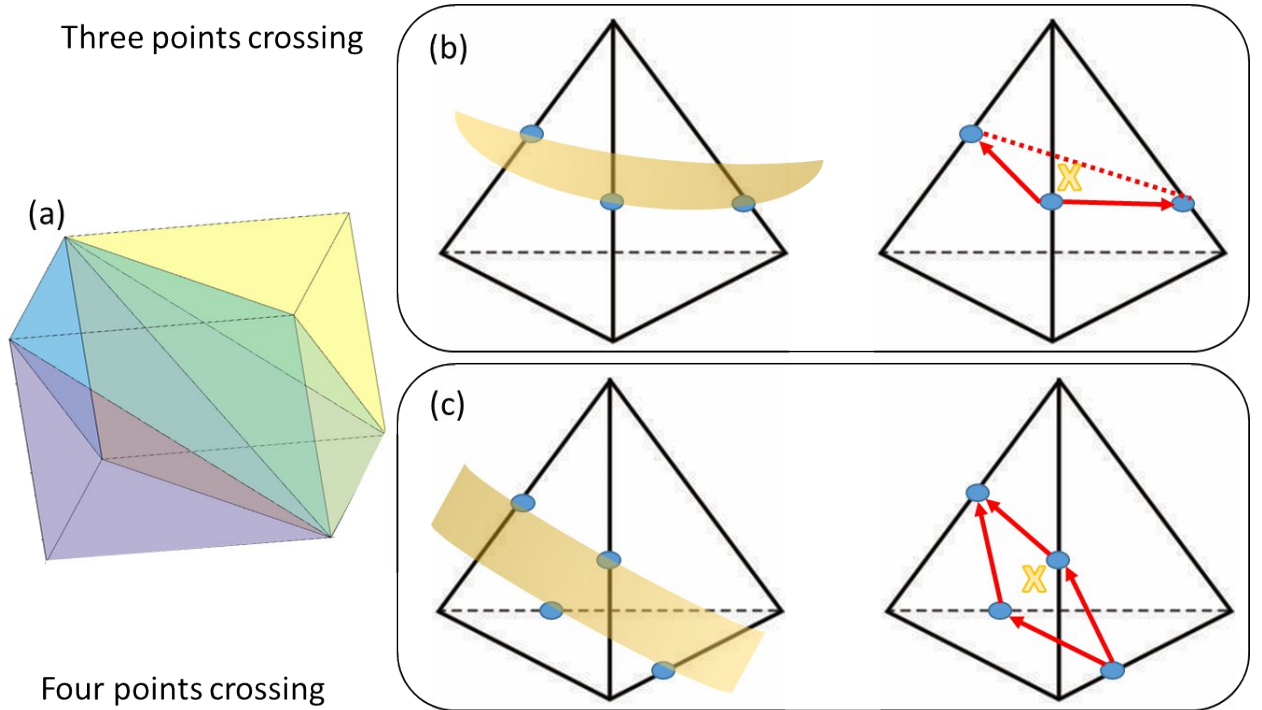 Three points crossing
(b)
X
(a)
(c)
X
Four points crossing